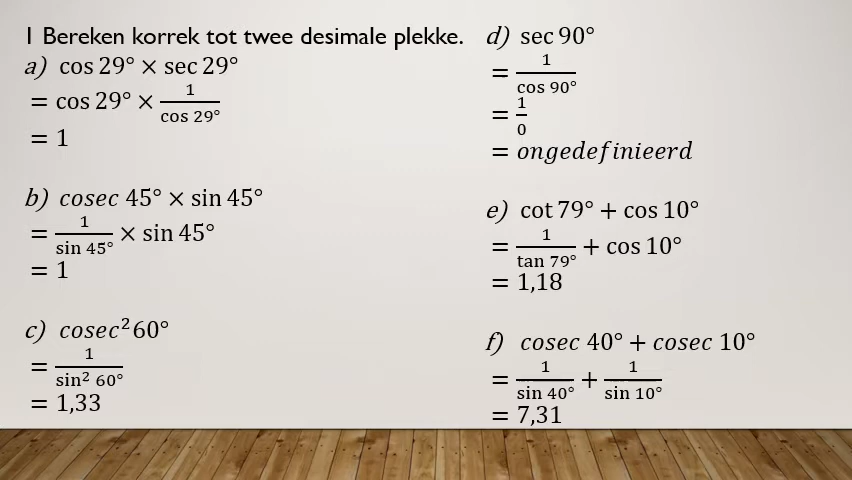 1 Bereken korrek tot twee desimale plekke.
a) cos 29° × sec 29°
= cos 29° × 1/cos 29°
= 1
b) cosec 45° × sin 45°
= 1/sin 45° × sin 45°
= 1
c) cosec² 60°
= 1/sin² 60°
= 1,33
d) sec 90°
= 1/cos 90°
= 1/0
= ongedefinieerd
e) cot 79° + cos 10°
= 1/tan 79° + cos 10°
= 1,18
f) cosec 40° + cosec 10°
= 1/sin 40° + 1/sin 10°
= 7,31